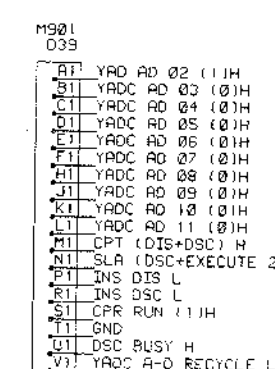 M901
D39
A1 YAD AD 02 (1)H
B1 YADC AD 03 (0)H
C1 YADC AD 04 (0)H
D1 YADC AD 05 (0)H
E1 YADC AD 06 (0)H
F1 YADC AD 07 (0)H
H1 YADC AD 08 (0)H
J1 YADC AD 09 (0)H
K1 YADC AD 10 (0)H
L1 YADC AD 11 (0)H
M1 CPT (DIS+DSC) H
N1 SLA (DSC+EXECUTE 2
P1 INS DIS L
R1 INS DSC L
S1 CPR RUN (1)H
T1 GND
U1 DSC BUSY H
V1 YADC A-D RECYCLE L